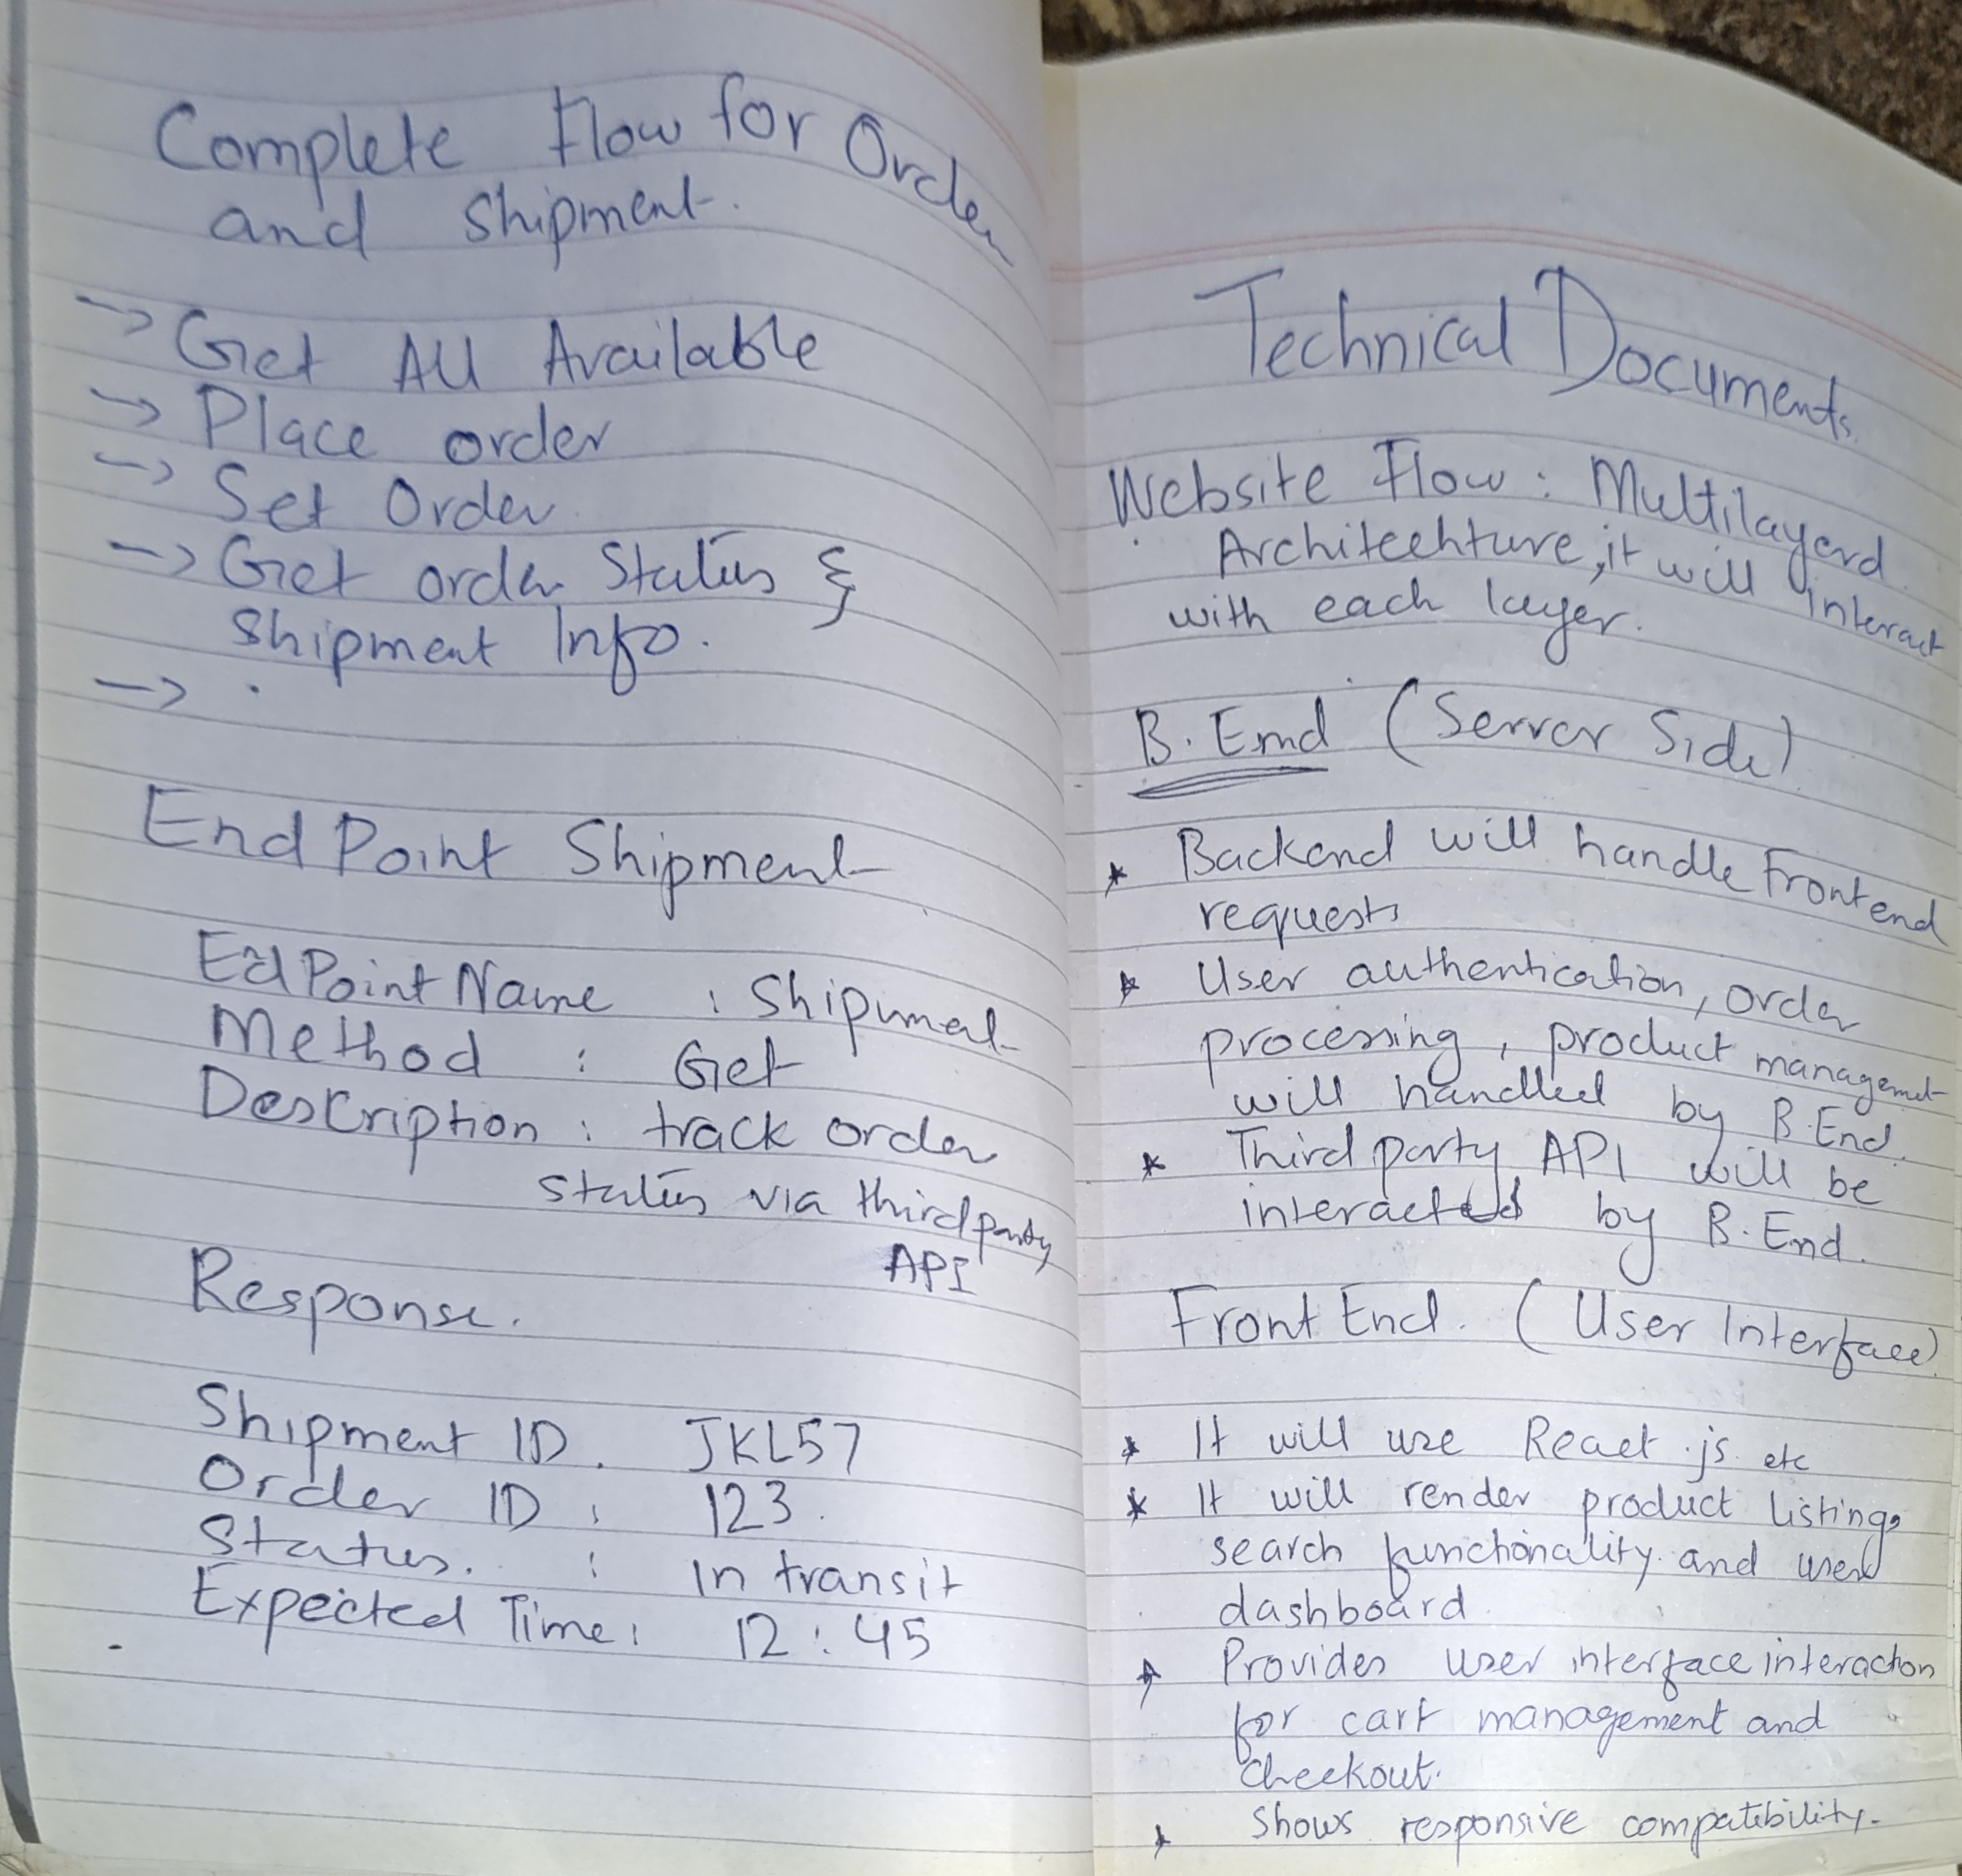 Complete Flow for Order
and Shipment.
-> Get All Available
-> Place order
-> Set Order
-> Get order Status &
Shipment Info.
-> .
End Point Shipment
Ed Point Name : Shipment
Method : Get
Description : track order
status via third party
API
Response.
Shipment ID. JKL57
Order ID : 123.
Status. : In transit
Expected Time: 12:45
Technical Documents.
Website Flow : Multilayerd
Architechture, it will interact
with each layer.
B. End (Server Side)
* Backend will handle Frontend
requests
* User authentication, order
processing, product management
will handled by B.End.
* Third party API will be
interacted by B. End.
Front End. (User Interface)
* It will use React.js. etc
* It will render product listings
search functionality. and user
dashboard.
* Provides user interface interaction
for cart management and
checkout.
* Shows responsive compatibility.